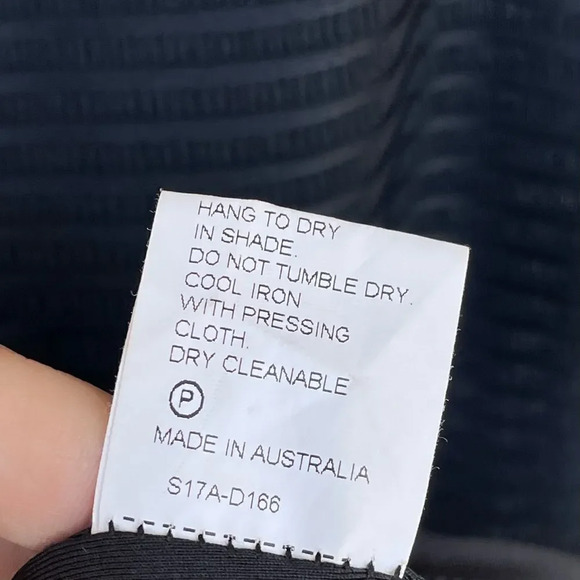 HANG TO DRY
IN SHADE.
DO NOT TUMBLE DRY.
COOL IRON
WITH PRESSING
CLOTH.
DRY CLEANABLE
P
MADE IN AUSTRALIA
S17A-D166